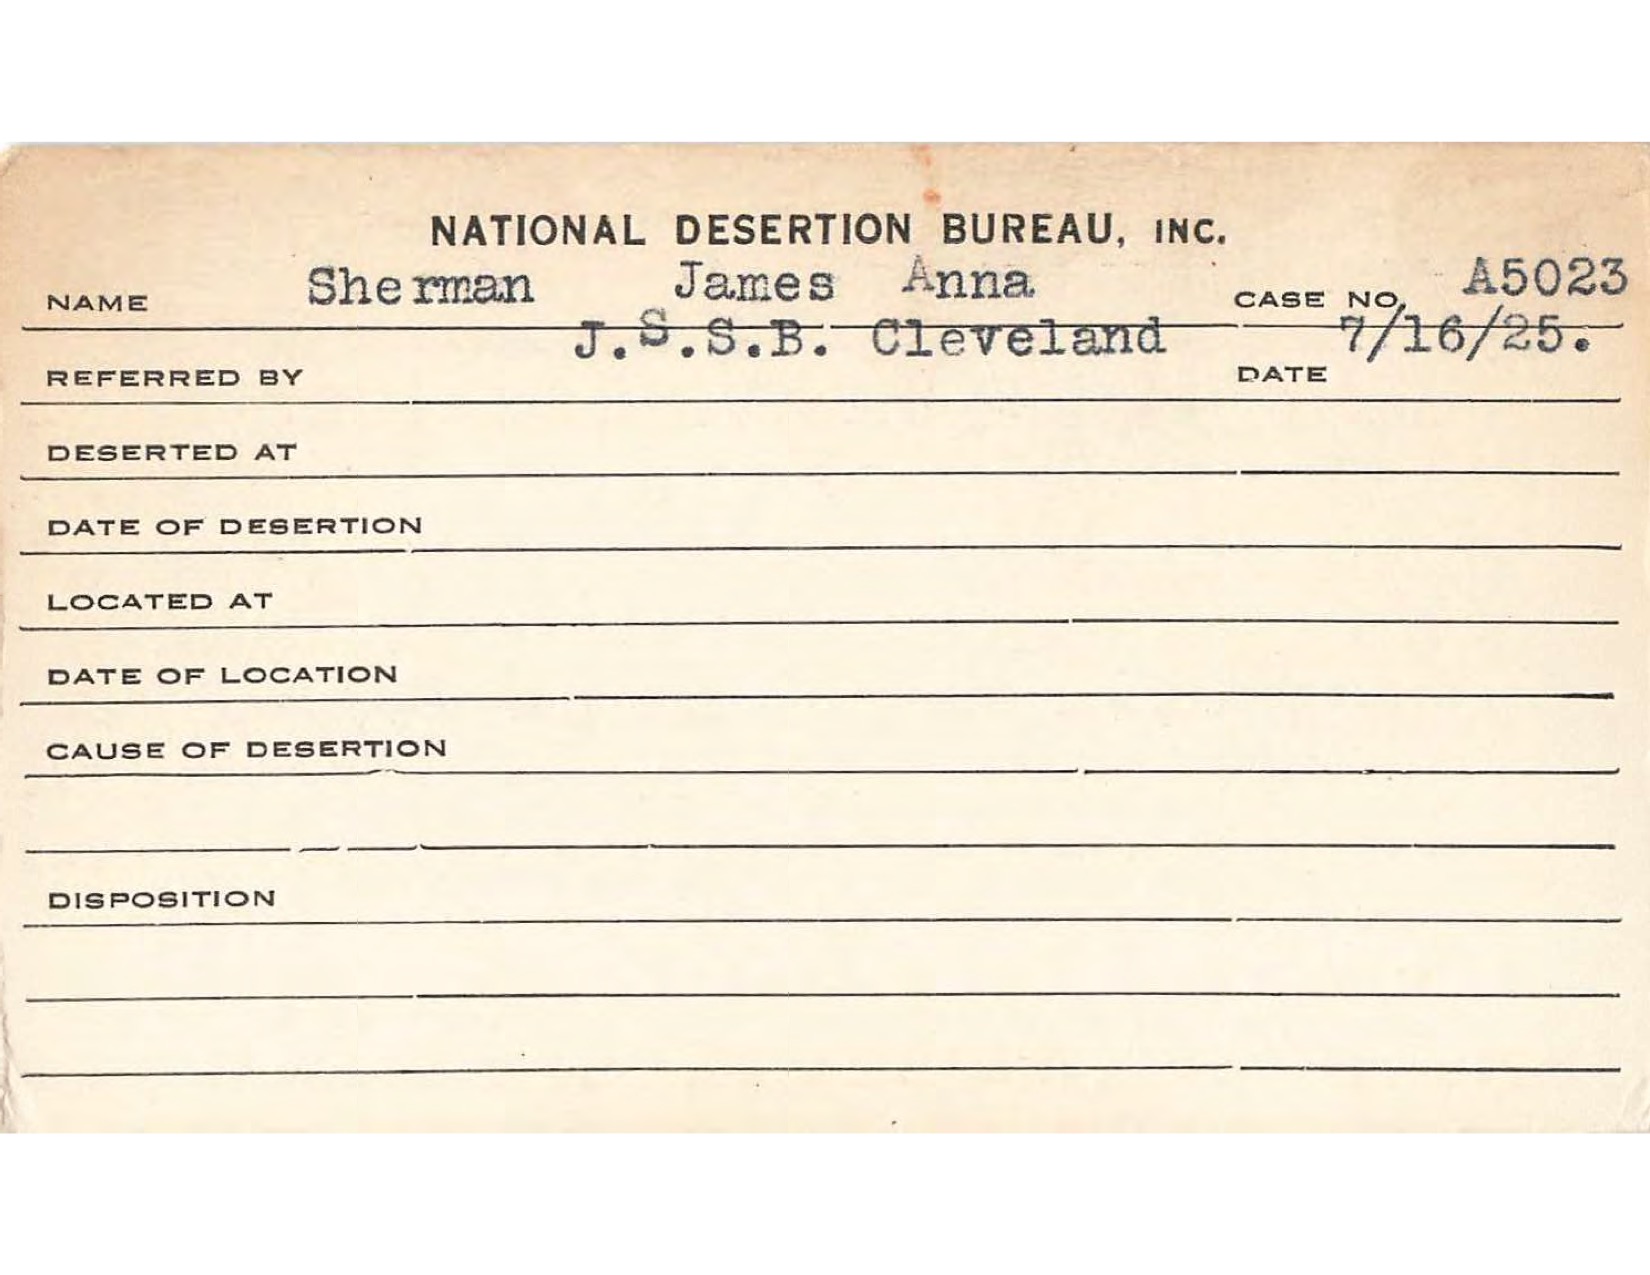 NATIONAL DESERTION BUREAU, INC.
NAME Sherman James Anna CASE NO. A5023
REFERRED BY J.S.S.B. Cleveland DATE 7/16/25.
DESERTED AT
DATE OF DESERTION
LOCATED AT
DATE OF LOCATION
CAUSE OF DESERTION
DISPOSITION